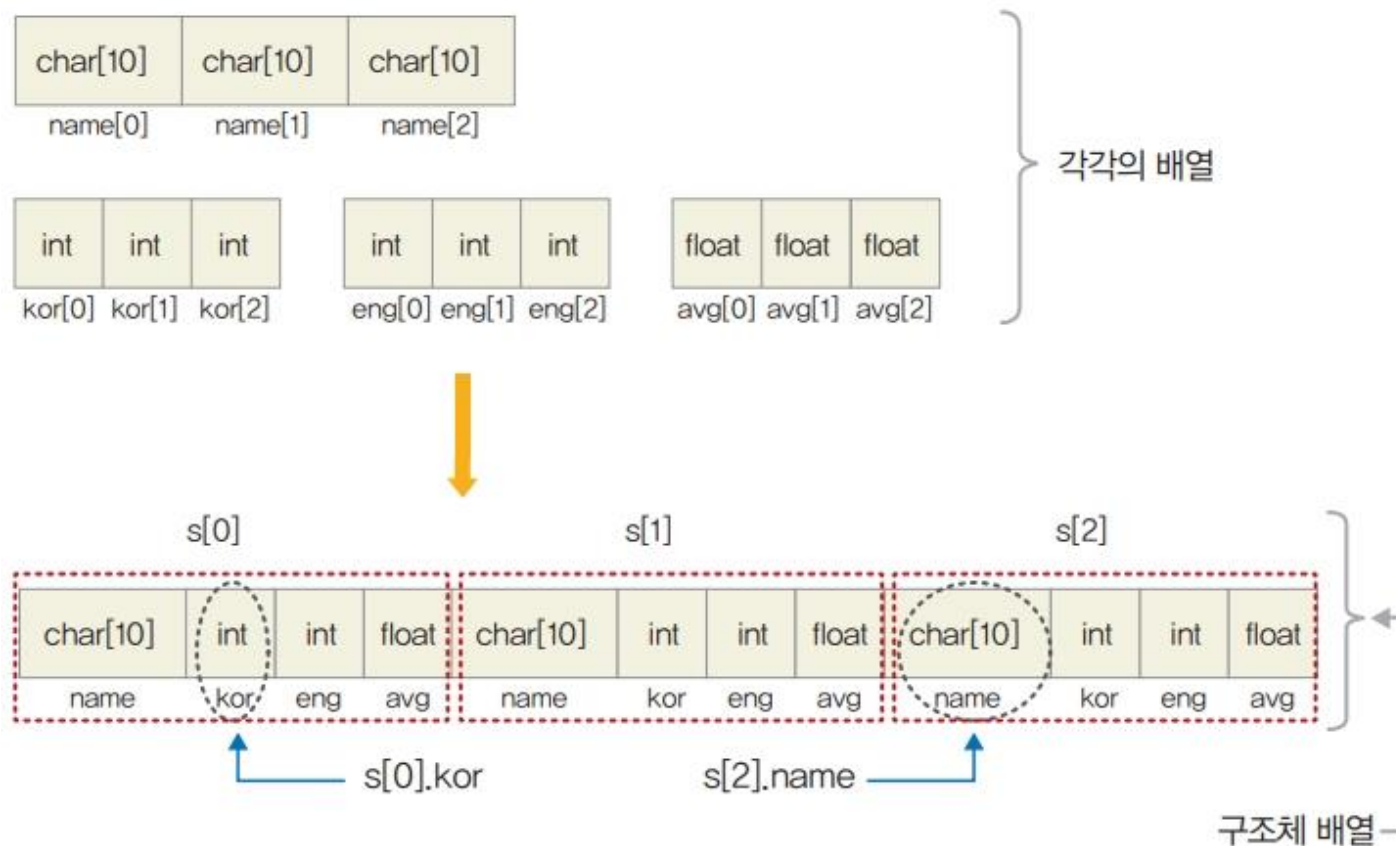 char[10] char[10] char[10]
name[0] name[1] name[2]
각각의 배열
int int int int int int float float float
kor[0] kor[1] kor[2] eng[0] eng[1] eng[2] avg[0] avg[1] avg[2]
s[0] s[1] s[2]
char[10] int int float char[10] int int float char[10] int int float
name kor eng avg name kor eng avg name kor eng avg
s[0].kor s[2].name
구조체 배열